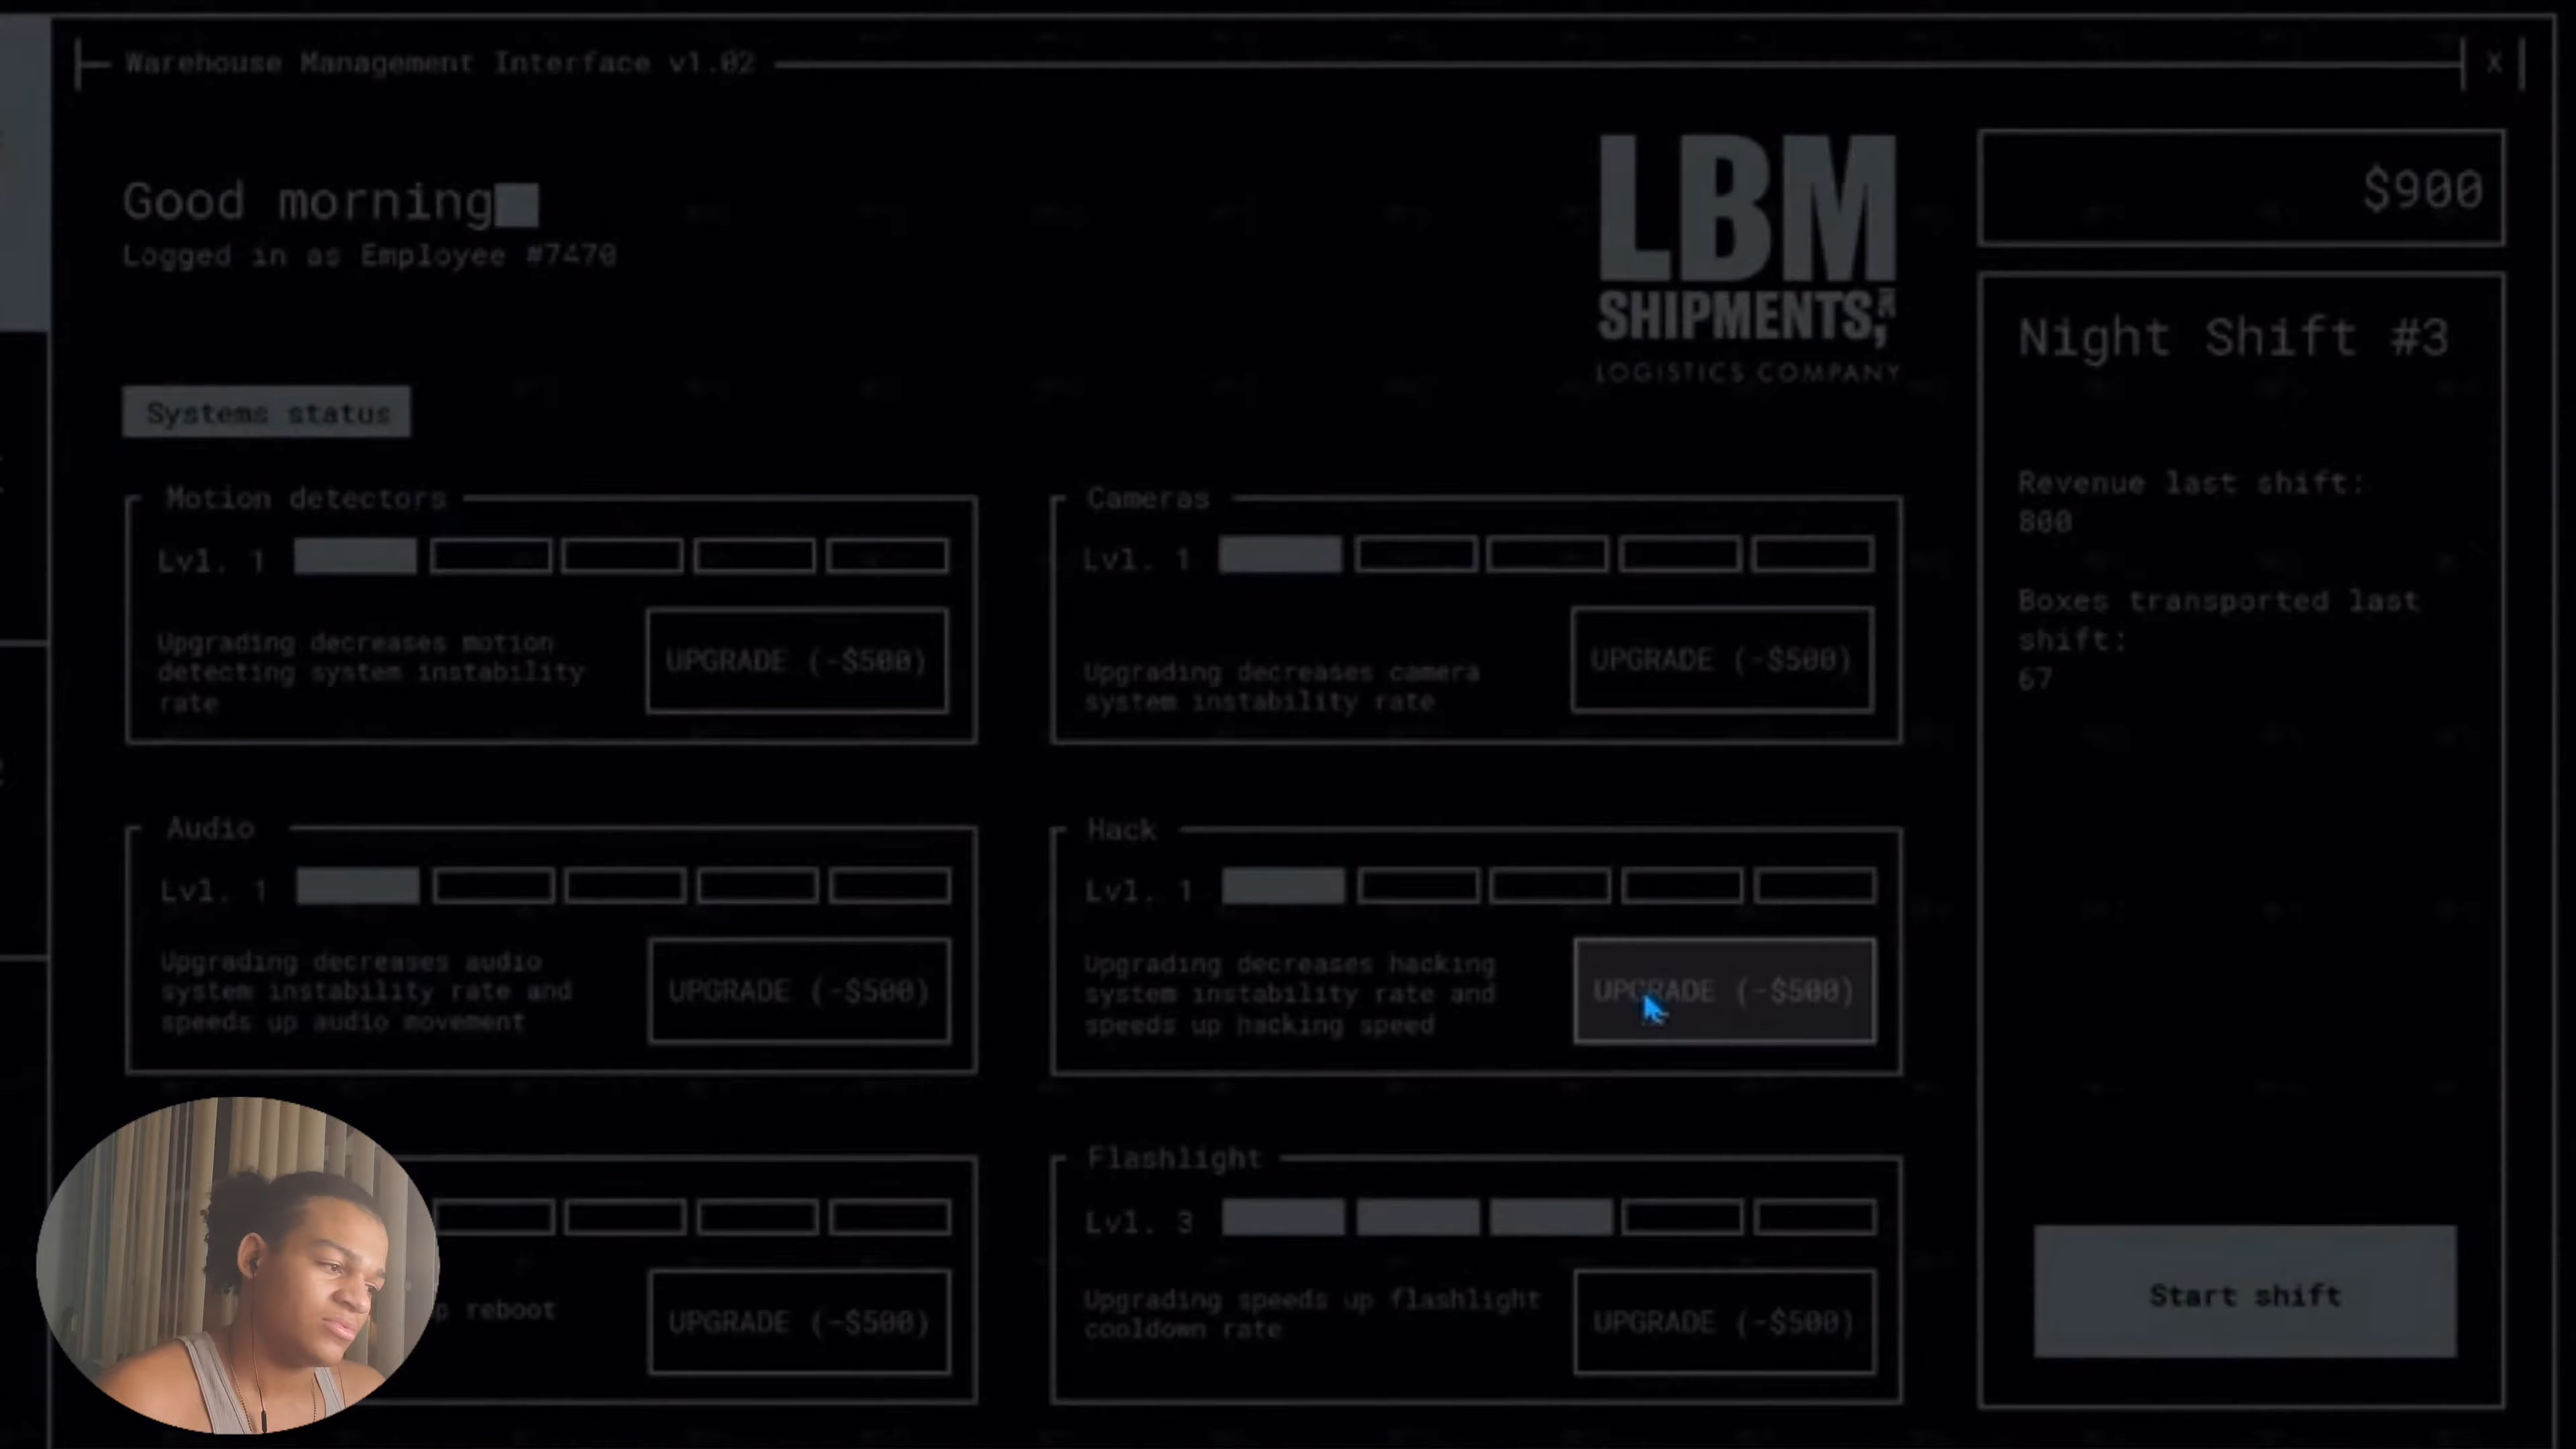 Warehouse Management Interface v1.02
X
Good morning
Logged in as Employee #7470
LBM
SHIPMENTS,
LOGISTICS COMPANY
$900
Night Shift #3
Revenue last shift:
800
Boxes transported last
shift:
67
Systems status
Motion detectors
Lvl. 1
Upgrading decreases motion
detecting system instability
rate
UPGRADE (-$500)
Cameras
Lvl. 1
Upgrading decreases camera
system instability rate
UPGRADE (-$500)
Audio
Lvl. 1
Upgrading decreases audio
system instability rate and
speeds up audio movement
UPGRADE (-$500)
Hack
Lvl. 1
Upgrading decreases hacking
system instability rate and
speeds up hacking speed
UPGRADE (-$500)
reboot
UPGRADE (-$500)
Flashlight
Lvl. 3
Upgrading speeds up flashlight
cooldown rate
UPGRADE (-$500)
Start shift